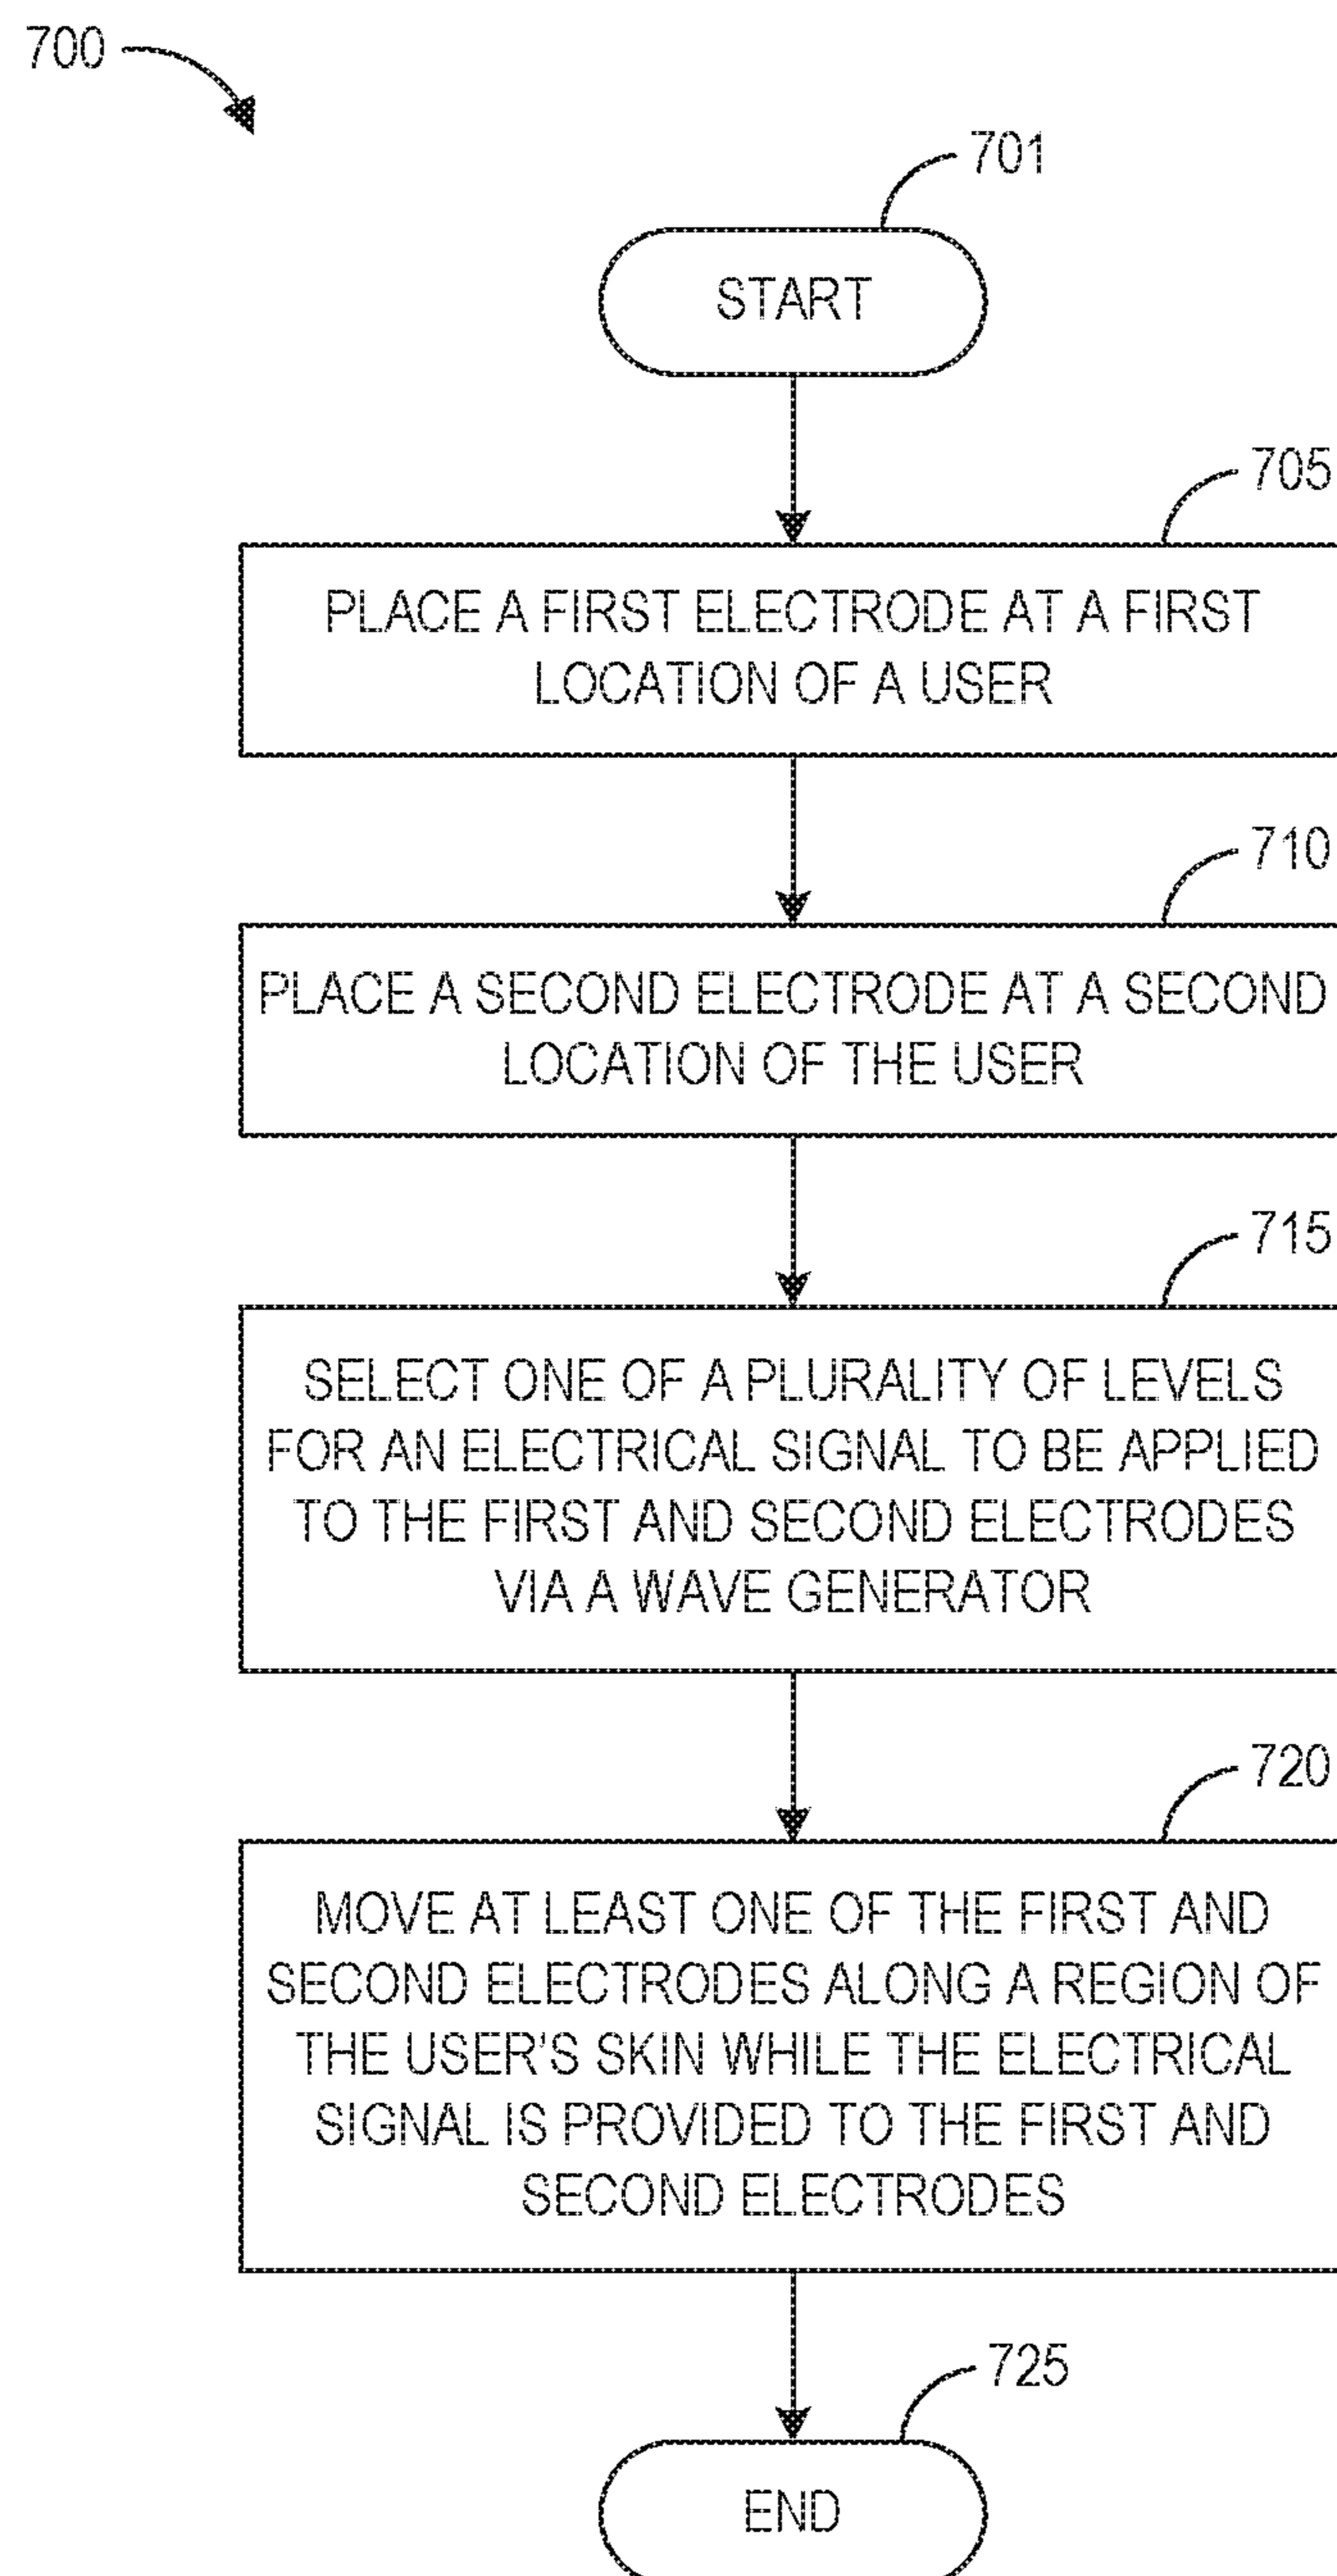 700
701
START
705
PLACE A FIRST ELECTRODE AT A FIRST
LOCATION OF A USER
710
PLACE A SECOND ELECTRODE AT A SECOND
LOCATION OF THE USER
715
SELECT ONE OF A PLURALITY OF LEVELS
FOR AN ELECTRICAL SIGNAL TO BE APPLIED
TO THE FIRST AND SECOND ELECTRODES
VIA A WAVE GENERATOR
720
MOVE AT LEAST ONE OF THE FIRST AND
SECOND ELECTRODES ALONG A REGION OF
THE USER'S SKIN WHILE THE ELECTRICAL
SIGNAL IS PROVIDED TO THE FIRST AND
SECOND ELECTRODES
725
END